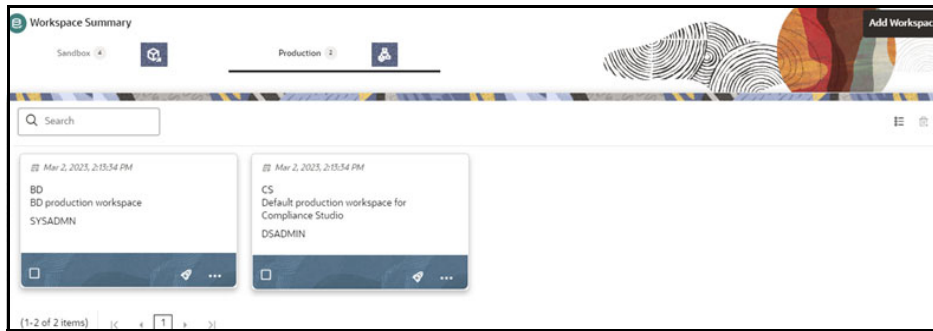 Workspace Summary
Add Workspac
Sandbox 4
Production 2
Search
Mar 2, 2023, 2:13:54 PM
BD
BD production workspace
SYSADMN
Mar 2, 2023, 2:13:54 PM
CS
Default production workspace for
Compliance Studio
DSADMIN
(1-2 of 2 items)
1